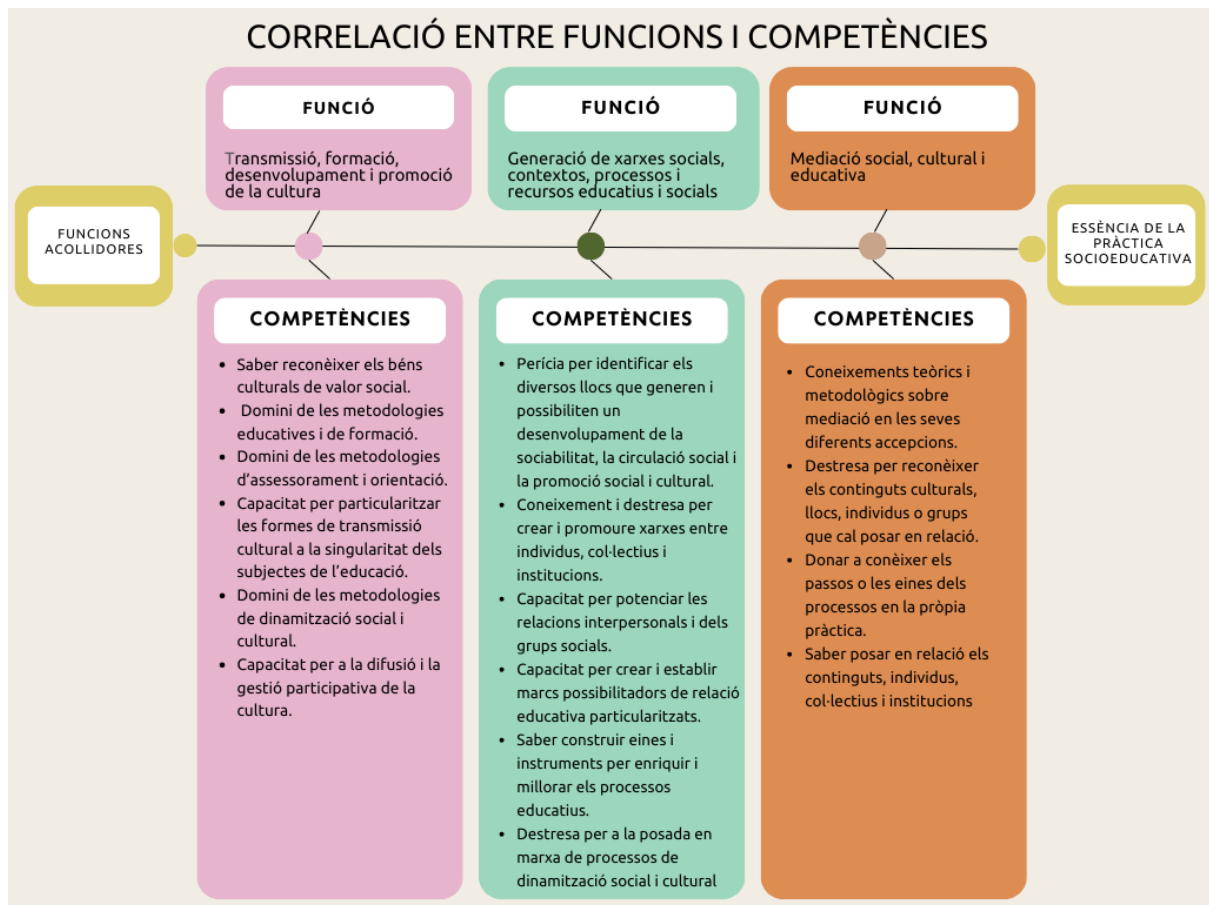 CORRELACIÓ ENTRE FUNCIONS I COMPETÈNCIES
FUNCIONS
ACOLLIDORES
FUNCIÓ
Transmissió, formació,
desenvolupament i promoció
de la cultura
COMPETÈNCIES
• Saber reconèixer els béns
culturals de valor social.
• Domini de les metodologies
educatives i de formació.
• Domini de les metodologies
d'assessorament i orientació.
• Capacitat per particularitzar
les formes de transmissió
cultural a la singularitat dels
subjectes de l'educació.
• Domini de les metodologies
de dinamització social i
cultural.
• Capacitat per a la difusió i la
gestió participativa de la
cultura.
FUNCIÓ
Generació de xarxes socials,
contextos, processos i
recursos educatius i socials
COMPETÈNCIES
• Perícia per identificar els
diversos llocs que generen i
possibiliten un
desenvolupament de la
sociabilitat, la circulació social i
la promoció social i cultural.
• Coneixement i destresa per
crear i promoure xarxes entre
individus, col·lectius i
institucions.
• Capacitat per potenciar les
relacions interpersonals i dels
grups socials.
• Capacitat per crear i establir
marcs possibilitadors de relació
educativa particularitzats.
• Saber construir eines i
instruments per enriquir i
millorar els processos
educatius.
• Destresa per a la posada en
marxa de processos de
dinamització social i cultural
FUNCIÓ
Mediació social, cultural i
educativa
COMPETÈNCIES
• Coneixements teòrics i
metodològics sobre
mediació en les seves
diferents accepcions.
• Destresa per reconèixer
els continguts culturals,
llocs, individus o grups
que cal posar en relació.
• Donar a conèixer els
passos o les eines dels
processos en la pròpia
pràctica.
• Saber posar en relació els
continguts, individus,
col·lectius i institucions
ESSÈNCIA DE LA
PRÀCTICA
SOCIOEDUCATIVA